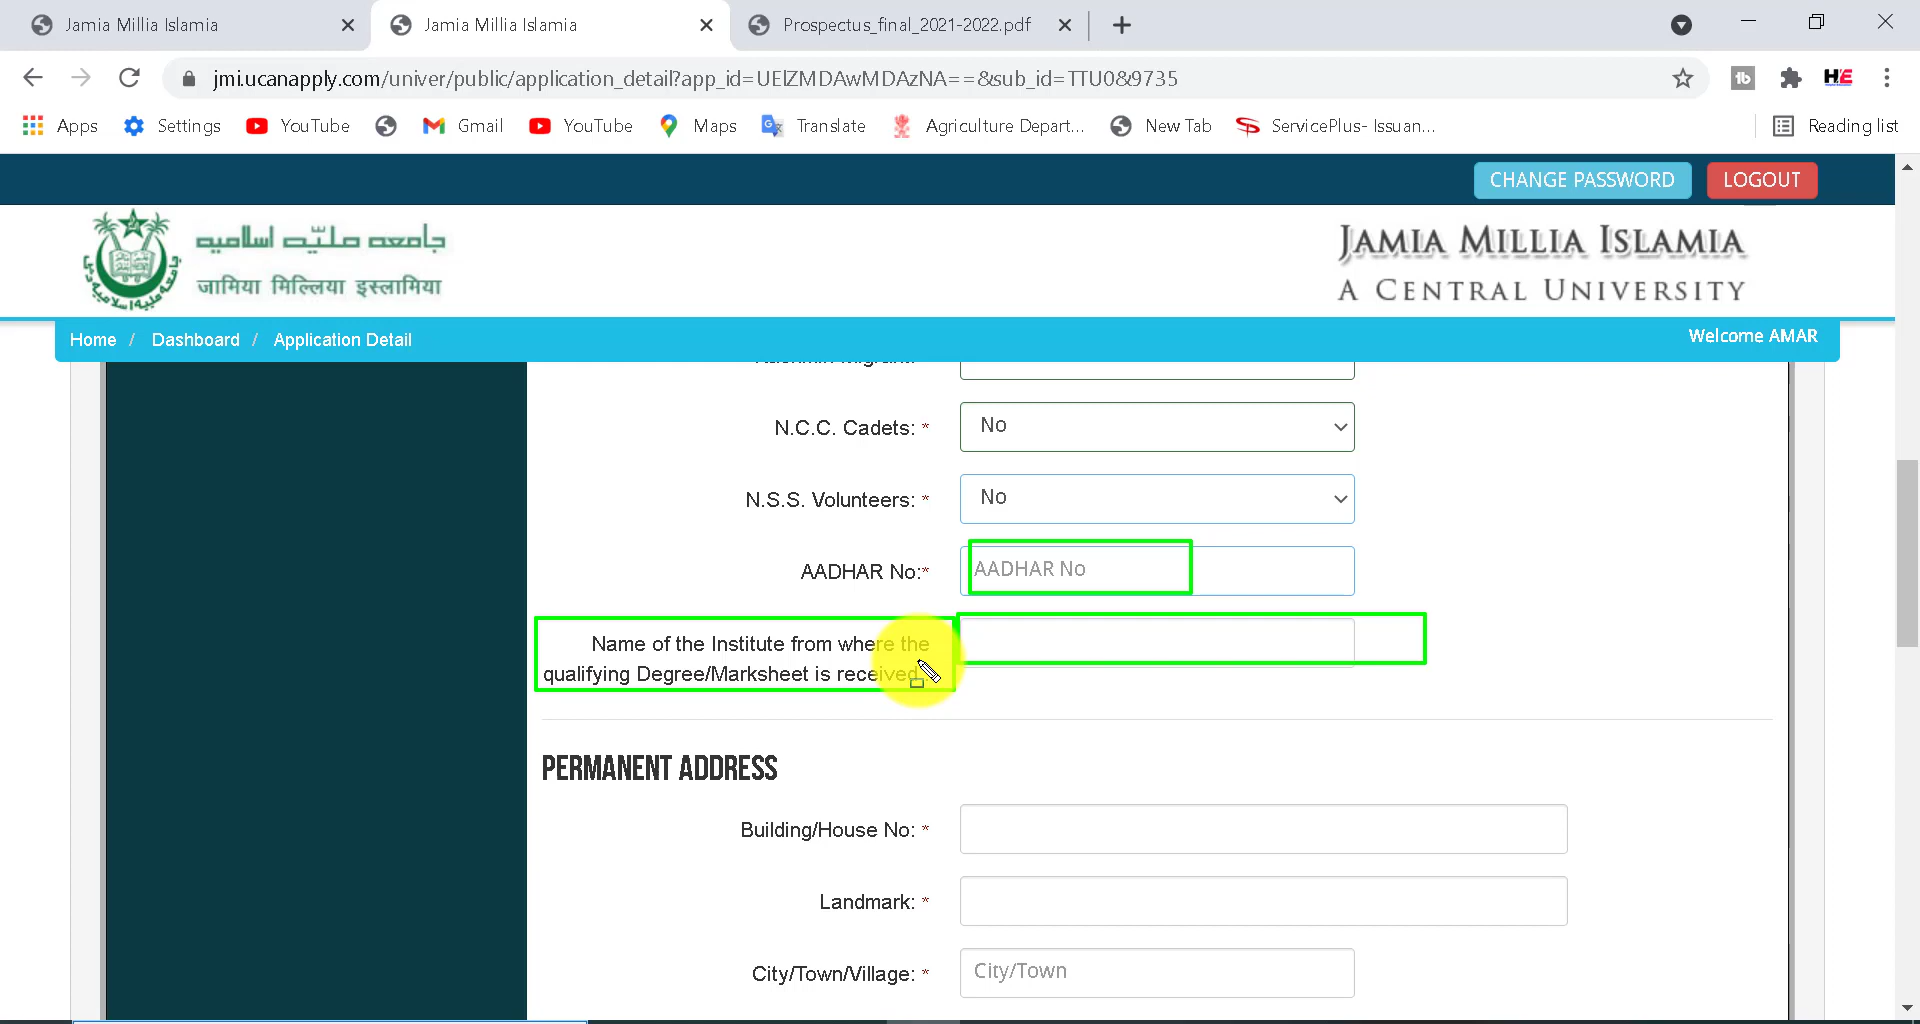 Jamia Millia Islamia
Jamia Millia Islamia
Prospectus_final_2021-2022.pdf
jmi.ucanapply.com/univer/public/application_detail?app_id=UElZMDAwMDAzNA==&sub_id=TTU0&9735
Apps
Settings
YouTube
Gmail
YouTube
Maps
Translate
Agriculture Depart...
New Tab
ServicePlus- Issuan...
Reading list
CHANGE PASSWORD
LOGOUT
جامعہ ملیّہ اسلامیہ
जामिया मिल्लिया इस्लामिया
JAMIA MILLIA ISLAMIA
A CENTRAL UNIVERSITY
Home / Dashboard / Application Detail
Welcome AMAR
N.C.C. Cadets: * No
N.S.S. Volunteers: * No
AADHAR No:* AADHAR No
Name of the Institute from where the
qualifying Degree/Marksheet is received
PERMANENT ADDRESS
Building/House No: *
Landmark: *
City/Town/Village: * City/Town